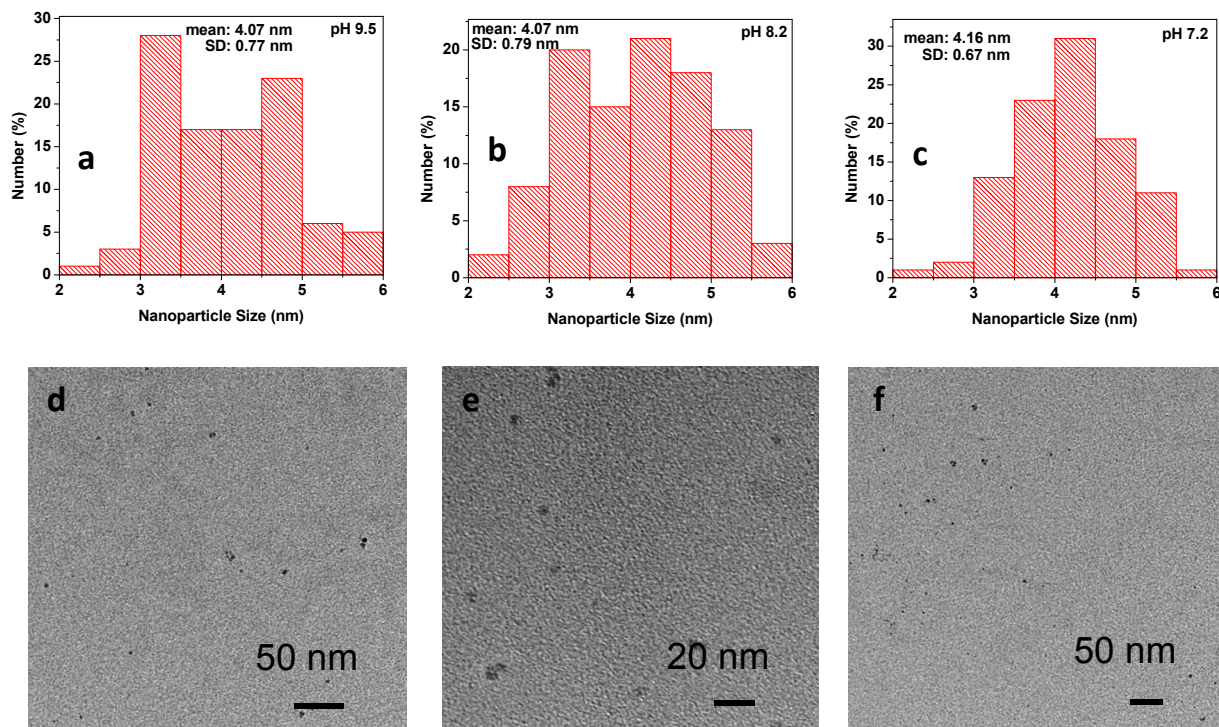 mean: 4.07 nm
SD: 0.77 nm
pH 9.5
a
30
25
20
15
10
5
0
Number (%)
2 3 4 5 6
Nanoparticle Size (nm)
mean: 4.07 nm
SD: 0.79 nm
pH 8.2
b
20
15
10
5
0
Number (%)
2 3 4 5 6
Nanoparticle Size (nm)
mean: 4.16 nm
SD: 0.67 nm
pH 7.2
c
30
25
20
15
10
5
0
Number (%)
2 3 4 5 6
Nanoparticle Size (nm)
d
50 nm
e
20 nm
f
50 nm